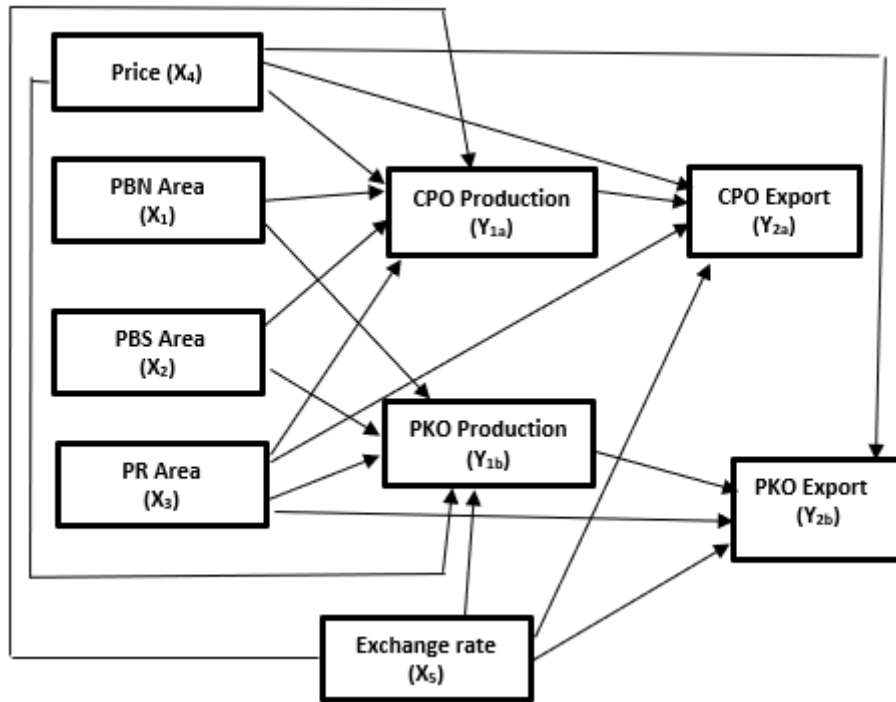 Price (X₄)
PBN Area
(X₁)
PBS Area
(X₂)
PR Area
(X₃)
CPO Production
(Y₁ₐ)
PKO Production
(Y₁b)
CPO Export
(Y₂ₐ)
PKO Export
(Y₂b)
Exchange rate
(X₅)